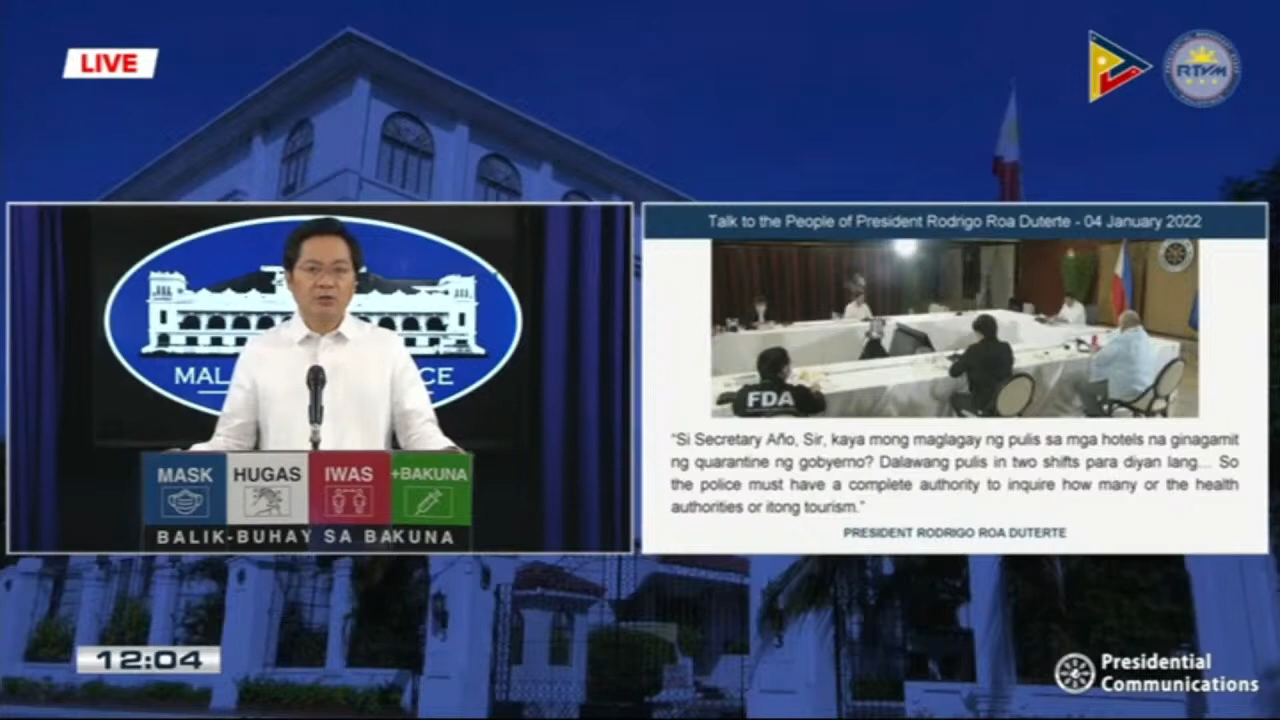 LIVE
RTVM
Talk to the People of President Rodrigo Roa Duterte - 04 January 2022
MAL CE
FDA
MASK HUGAS IWAS +BAKUNA
BALIK-BUHAY SA BAKUNA
“Si Secretary Año, Sir, kaya mong maglagay ng pulis sa mga hotels na ginagamit
ng quarantine ng gobyerno? Dalawang pulis in two shifts para diyan lang... So
the police must have a complete authority to inquire how many or the health
authorities or itong tourism.”
PRESIDENT RODRIGO ROA DUTERTE
12:04
Presidential
Communications